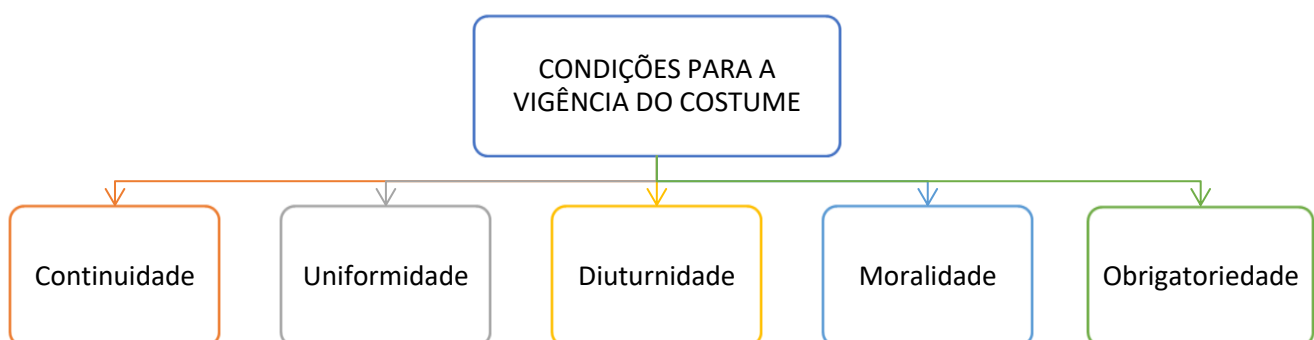 CONDIÇÕES PARA A
VIGÊNCIA DO COSTUME
Continuidade
Uniformidade
Diuturnidade
Moralidade
Obrigatoriedade